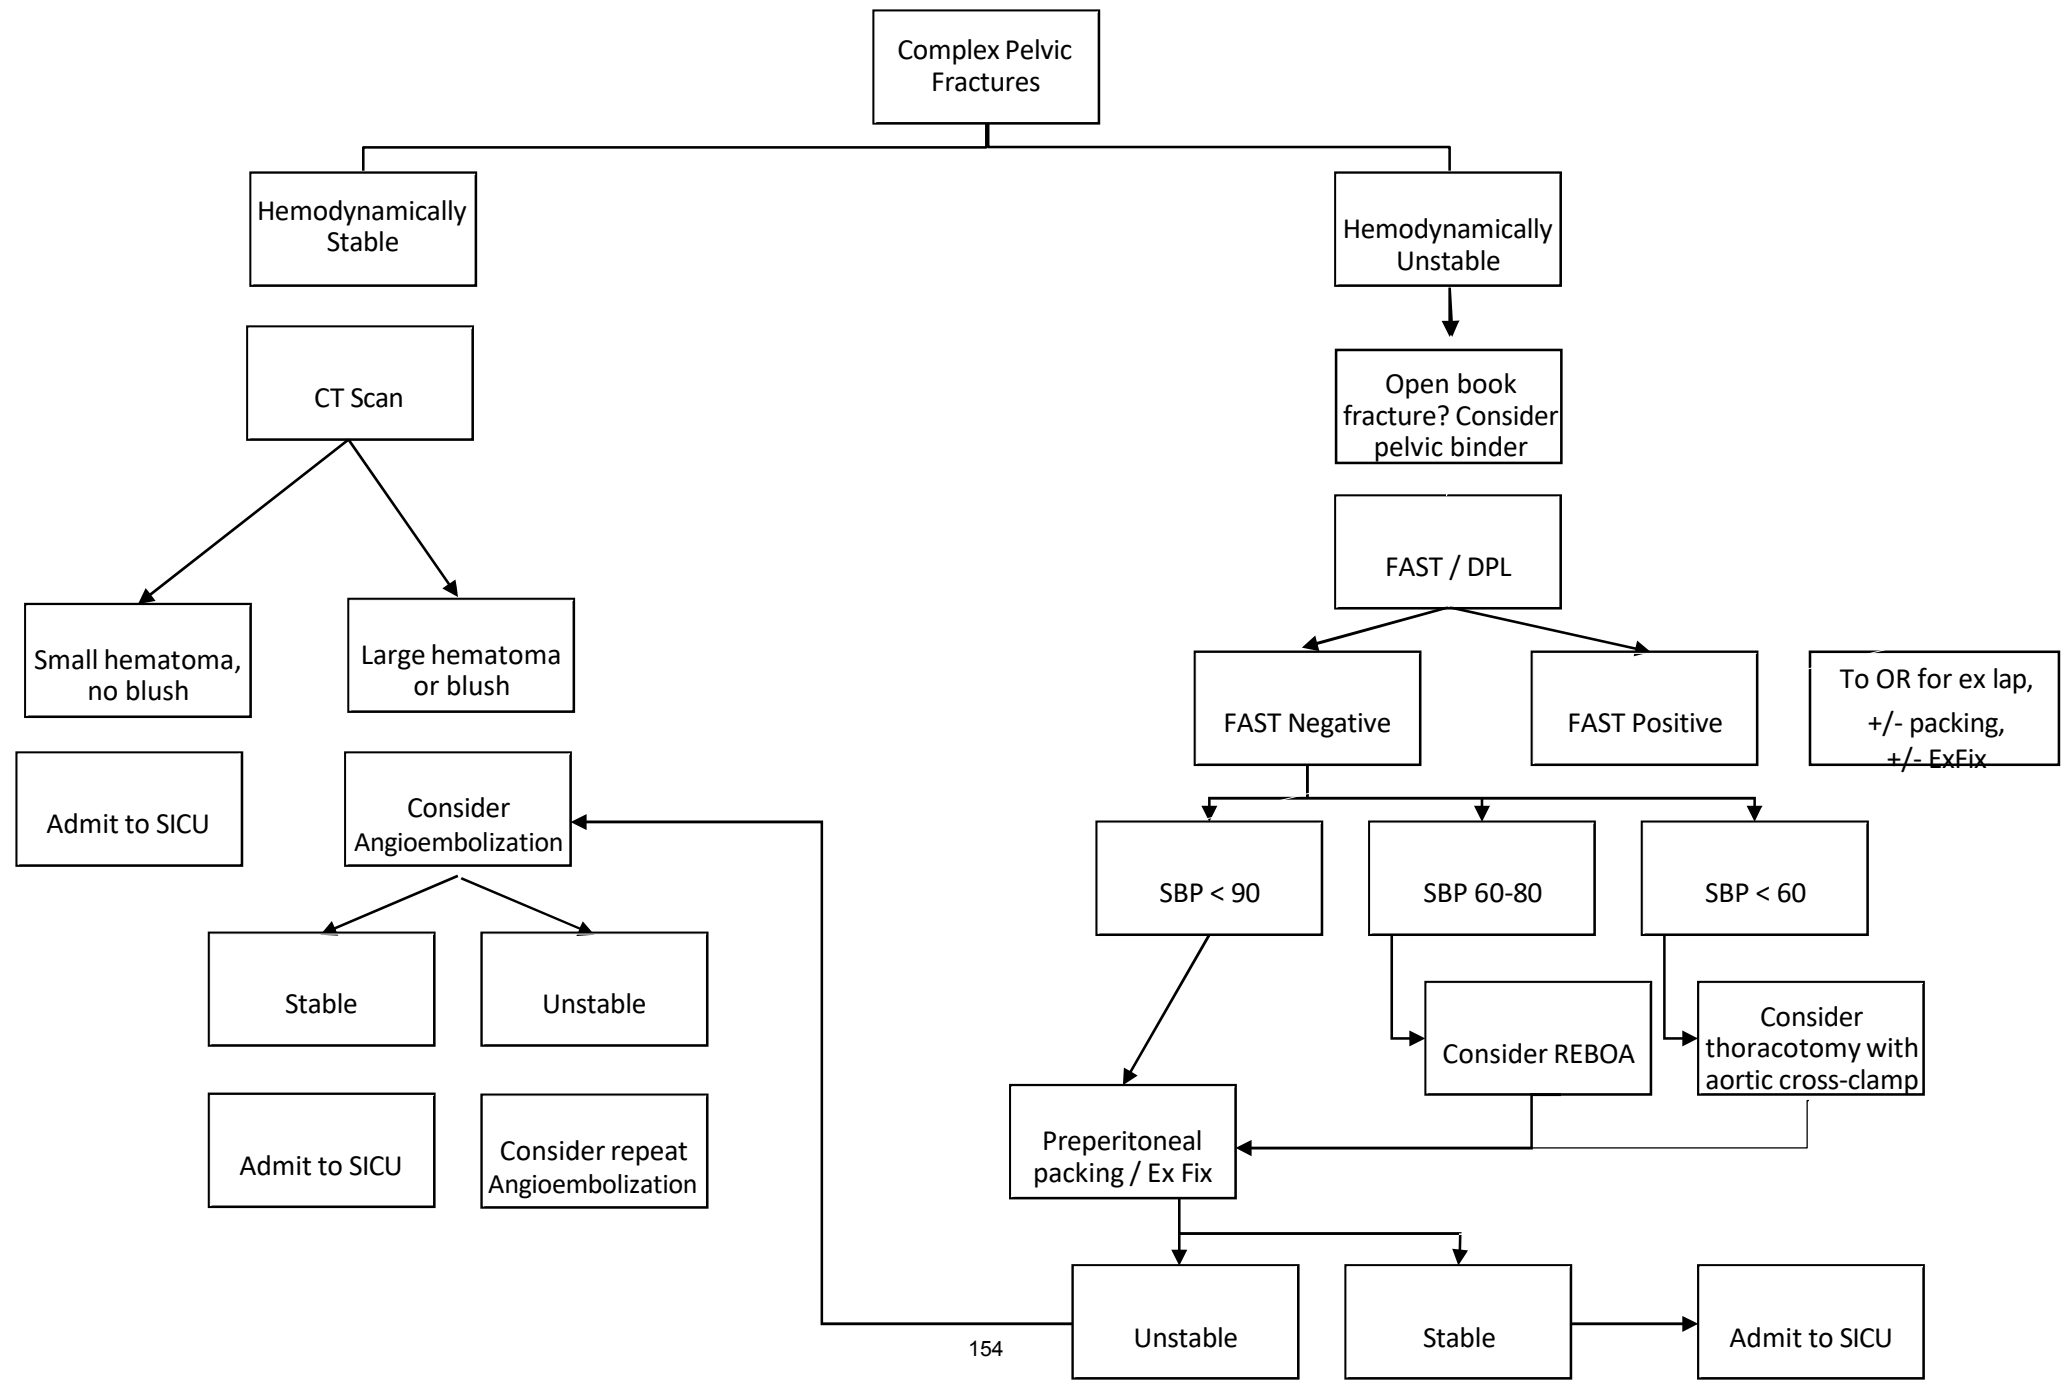 Complex Pelvic
Fractures
Hemodynamically
Stable
Hemodynamically
Unstable
CT Scan
Open book
fracture? Consider
pelvic binder
FAST / DPL
Small hematoma,
no blush
Large hematoma
or blush
FAST Negative
FAST Positive
To OR for ex lap,
+/- packing,
+/- ExFix
Admit to SICU
Consider
Angioembolization
SBP < 90
SBP 60-80
SBP < 60
Stable
Unstable
Consider REBOA
Consider
thoracotomy with
aortic cross-clamp
Admit to SICU
Consider repeat
Angioembolization
Preperitoneal
packing / Ex Fix
Unstable
Stable
Admit to SICU
154